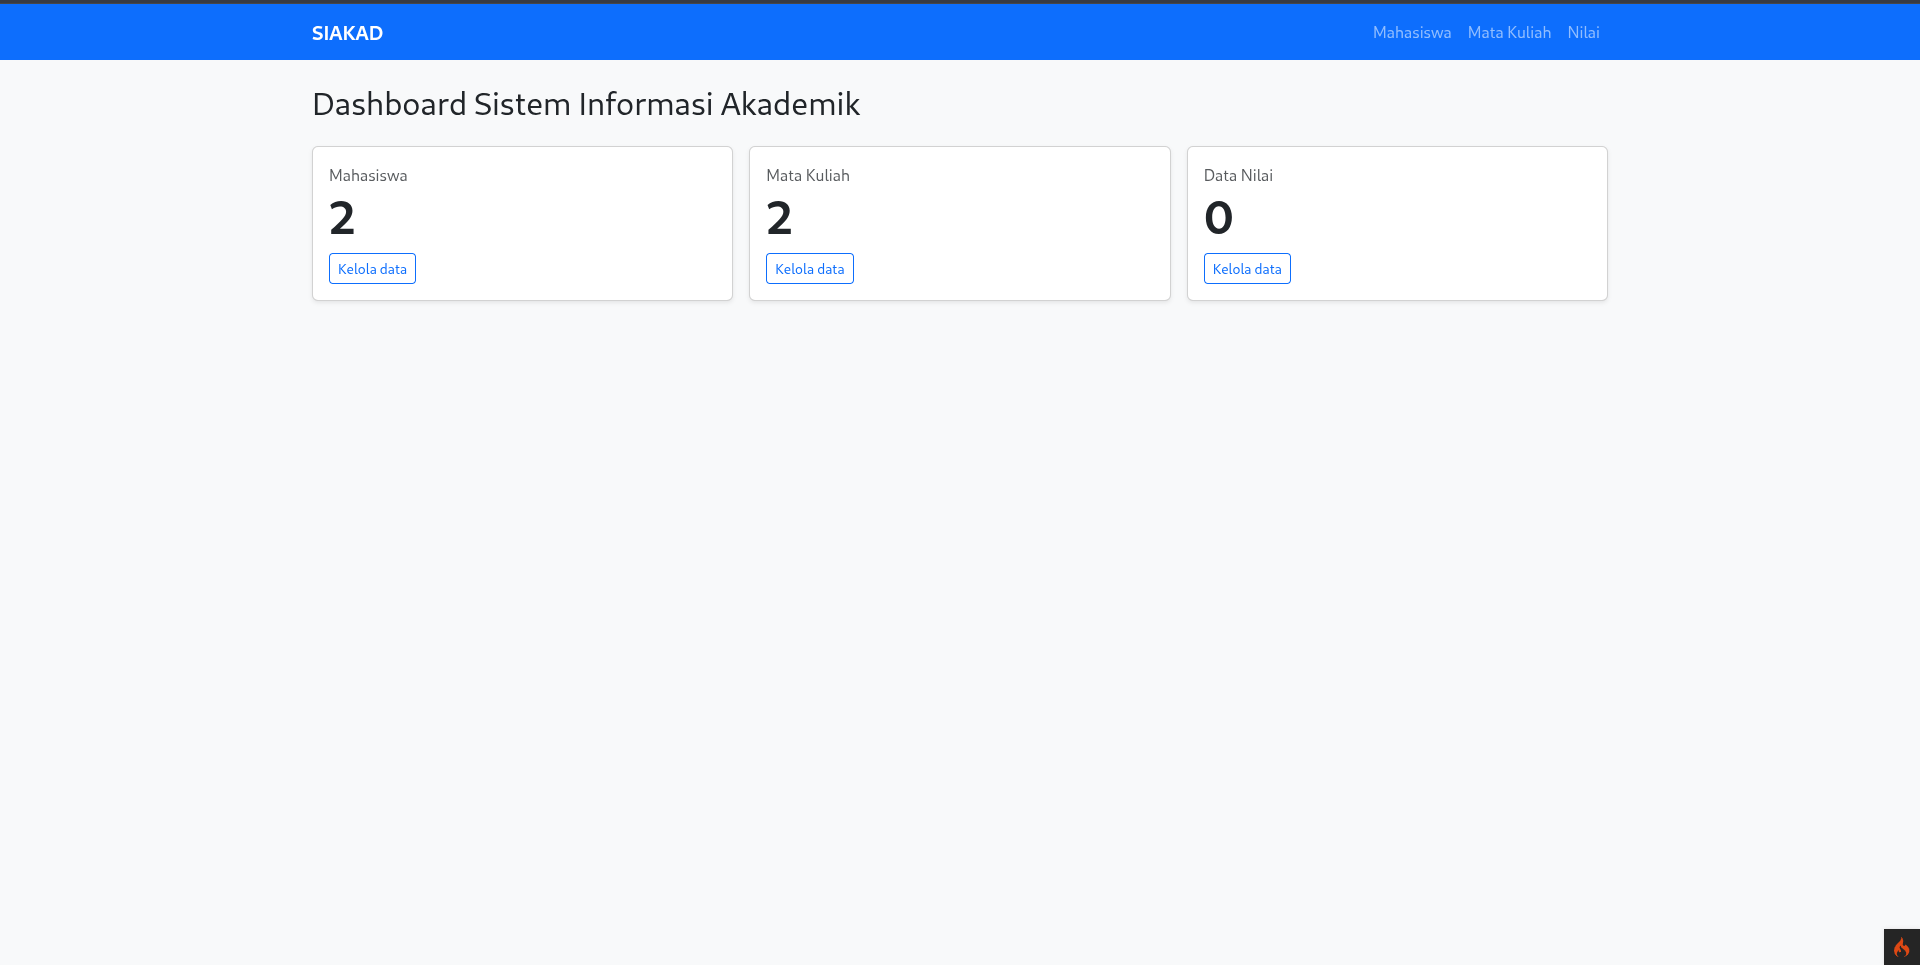 SIAKAD
Mahasiswa Mata Kuliah Nilai
Dashboard Sistem Informasi Akademik
Mahasiswa
2
Kelola data
Mata Kuliah
2
Kelola data
Data Nilai
0
Kelola data